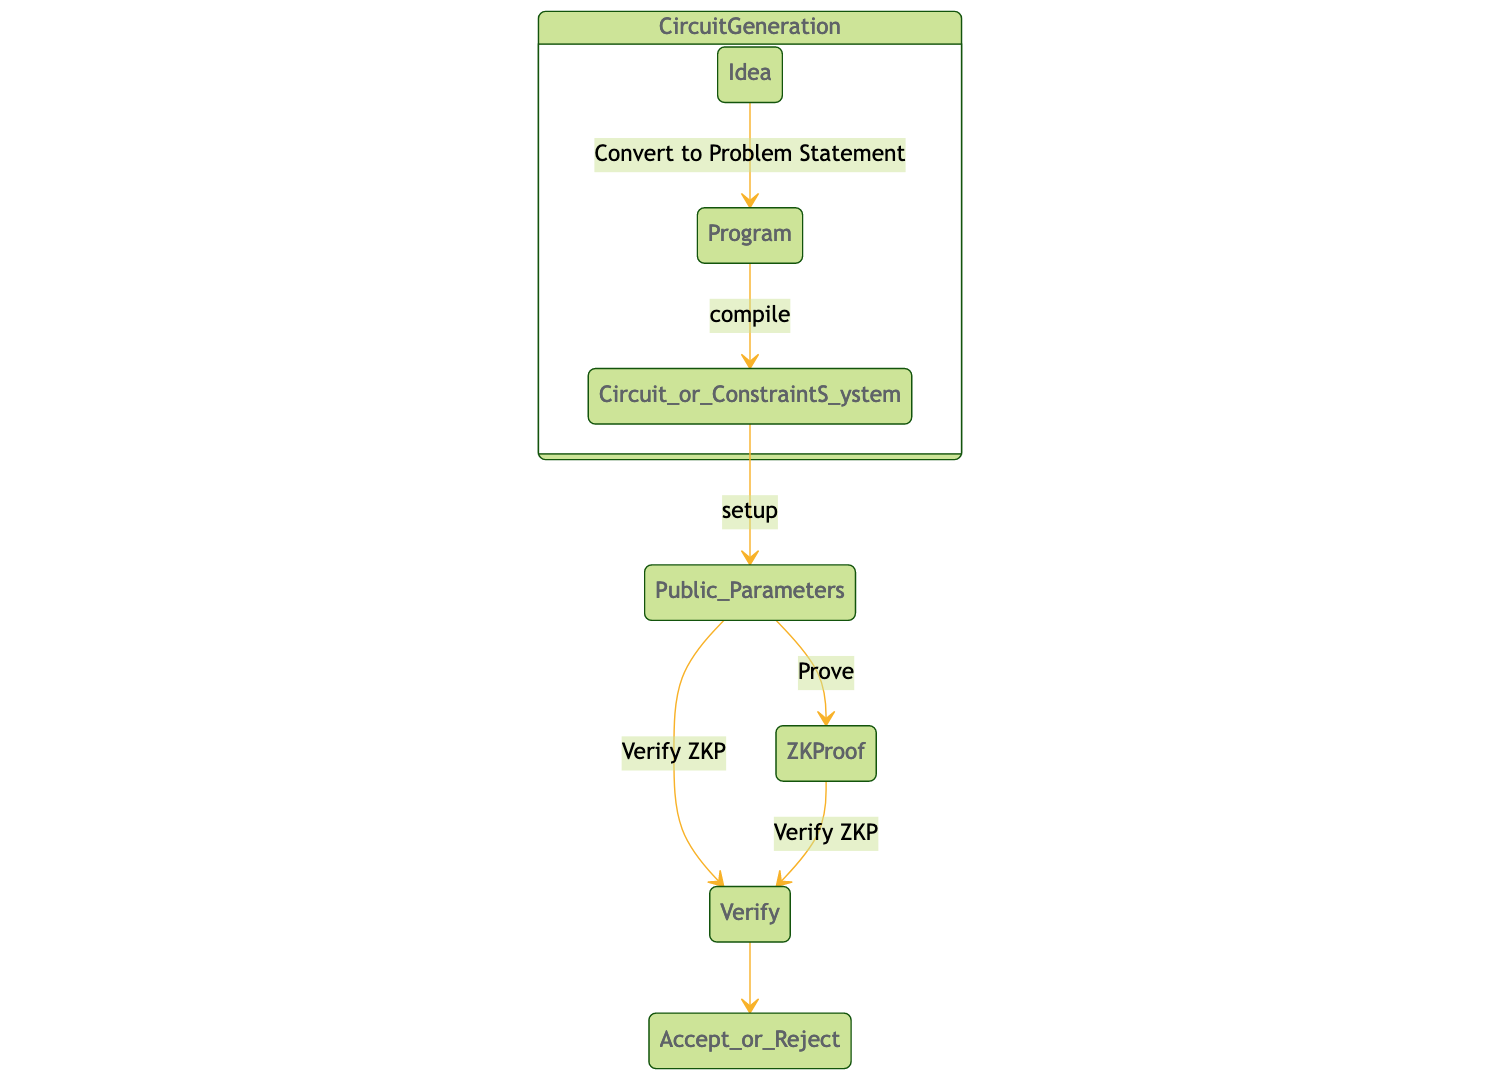 CircuitGeneration
Idea
Convert to Problem Statement
Program
compile
Circuit_or_ConstraintS_ystem
setup
Public_Parameters
Prove
Verify ZKP
ZKProof
Verify ZKP
Verify
Accept_or_Reject